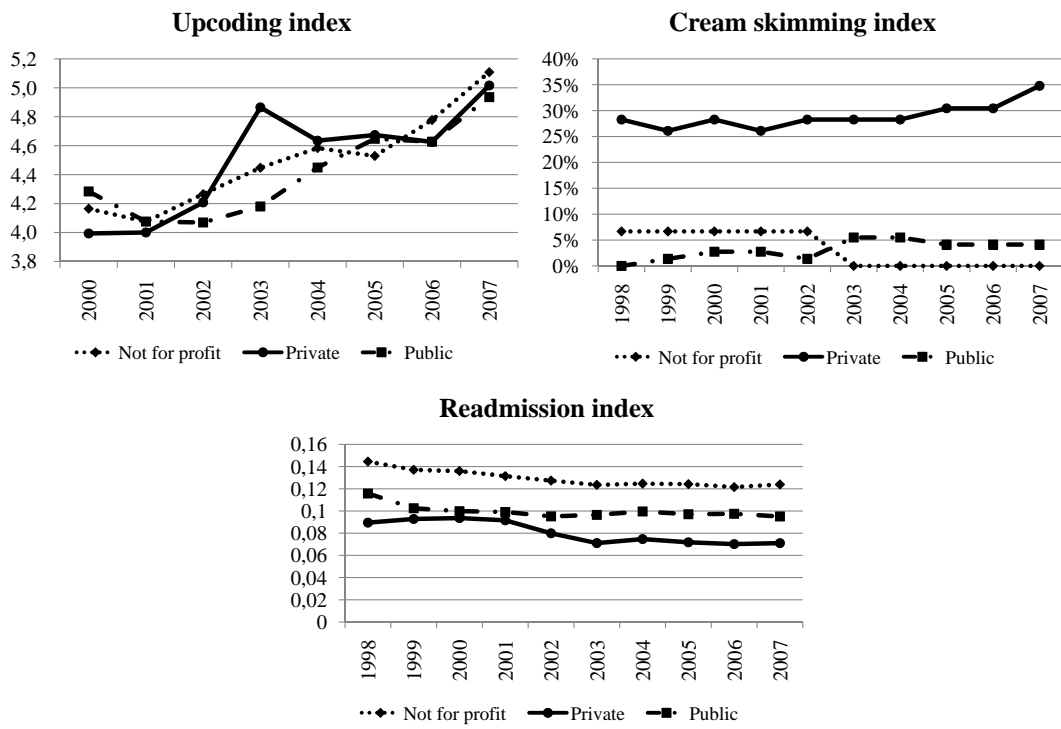 Upcoding index
5,2
5,0
4,8
4,6
4,4
4,2
4,0
3,8
2000 2001 2002 2003 2004 2005 2006 2007
Not for profit Private Public
Cream skimming index
40%
35%
30%
25%
20%
15%
10%
5%
0%
1998 1999 2000 2001 2002 2003 2004 2005 2006 2007
Not for profit Private Public
Readmission index
0,16
0,14
0,12
0,1
0,08
0,06
0,04
0,02
0
1998 1999 2000 2001 2002 2003 2004 2005 2006 2007
Not for profit Private Public